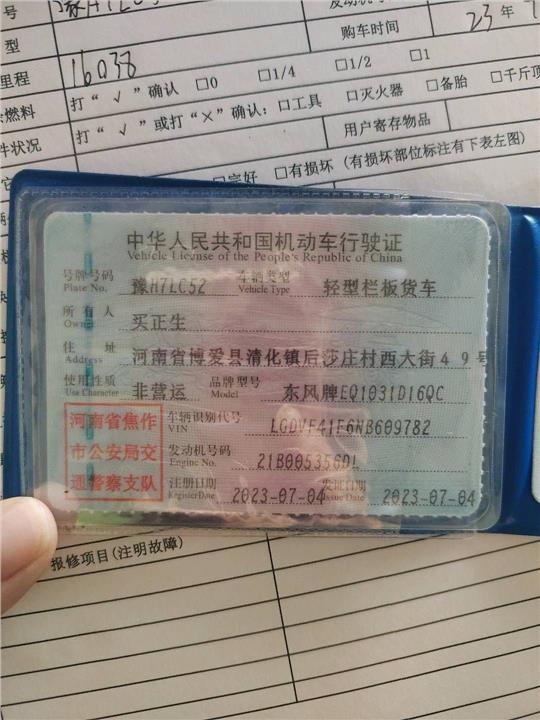 号
型
购车时间 23 年
里程 16038
燃料 打“√”确认 □0 □1/4 □1/2 □1
件状况 打“√”或打“×”确认: □工具 □灭火器 □备胎 □千斤顶
用户寄存物品
□完好 □有损坏 (有损坏部位标注有下表左图)
中华人民共和国机动车行驶证
Vehicle License of the People's Republic of China
号牌号码 豫H7LC52 车辆类型 轻型栏板货车
Plate No. Vehicle Type
所有人 买正生
Owner
住址 河南省博爱县清化镇后莎庄村西大街49号
Address
使用性质 非营运 品牌型号 东风牌EQ1031D16QC
Use Character Model
河南省焦作
市公安局交
通警察支队
车辆识别代号 LGDVF41F6NB609782
VIN
发动机号码 21B005356DL
Engine No.
注册日期 2023-07-04 发证日期 2023-07-04
Register Date Issue Date
报修项目(注明故障)